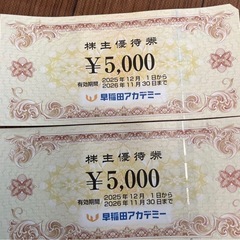 株主優待券
¥5,000
有効期間 2025年12月 1日から
2026年11月30日まで
早稲田アカデミー
株主優待券
¥5,000
有効期間 2025年12月 1日から
2026年11月30日まで
早稲田アカデミー